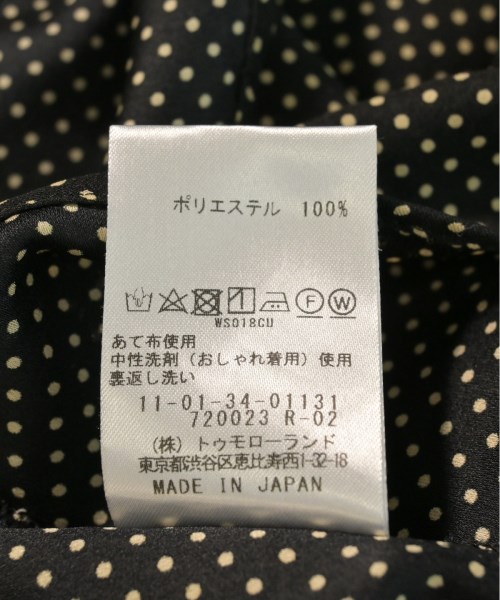 ポリエステル 100%
F W
WS018CU
あて布使用
中性洗剤（おしゃれ着用）使用
裏返し洗い
11-01-34-01131
720023 R-02
（株）トゥモローランド
東京都渋谷区恵比寿西1-32-18
MADE IN JAPAN